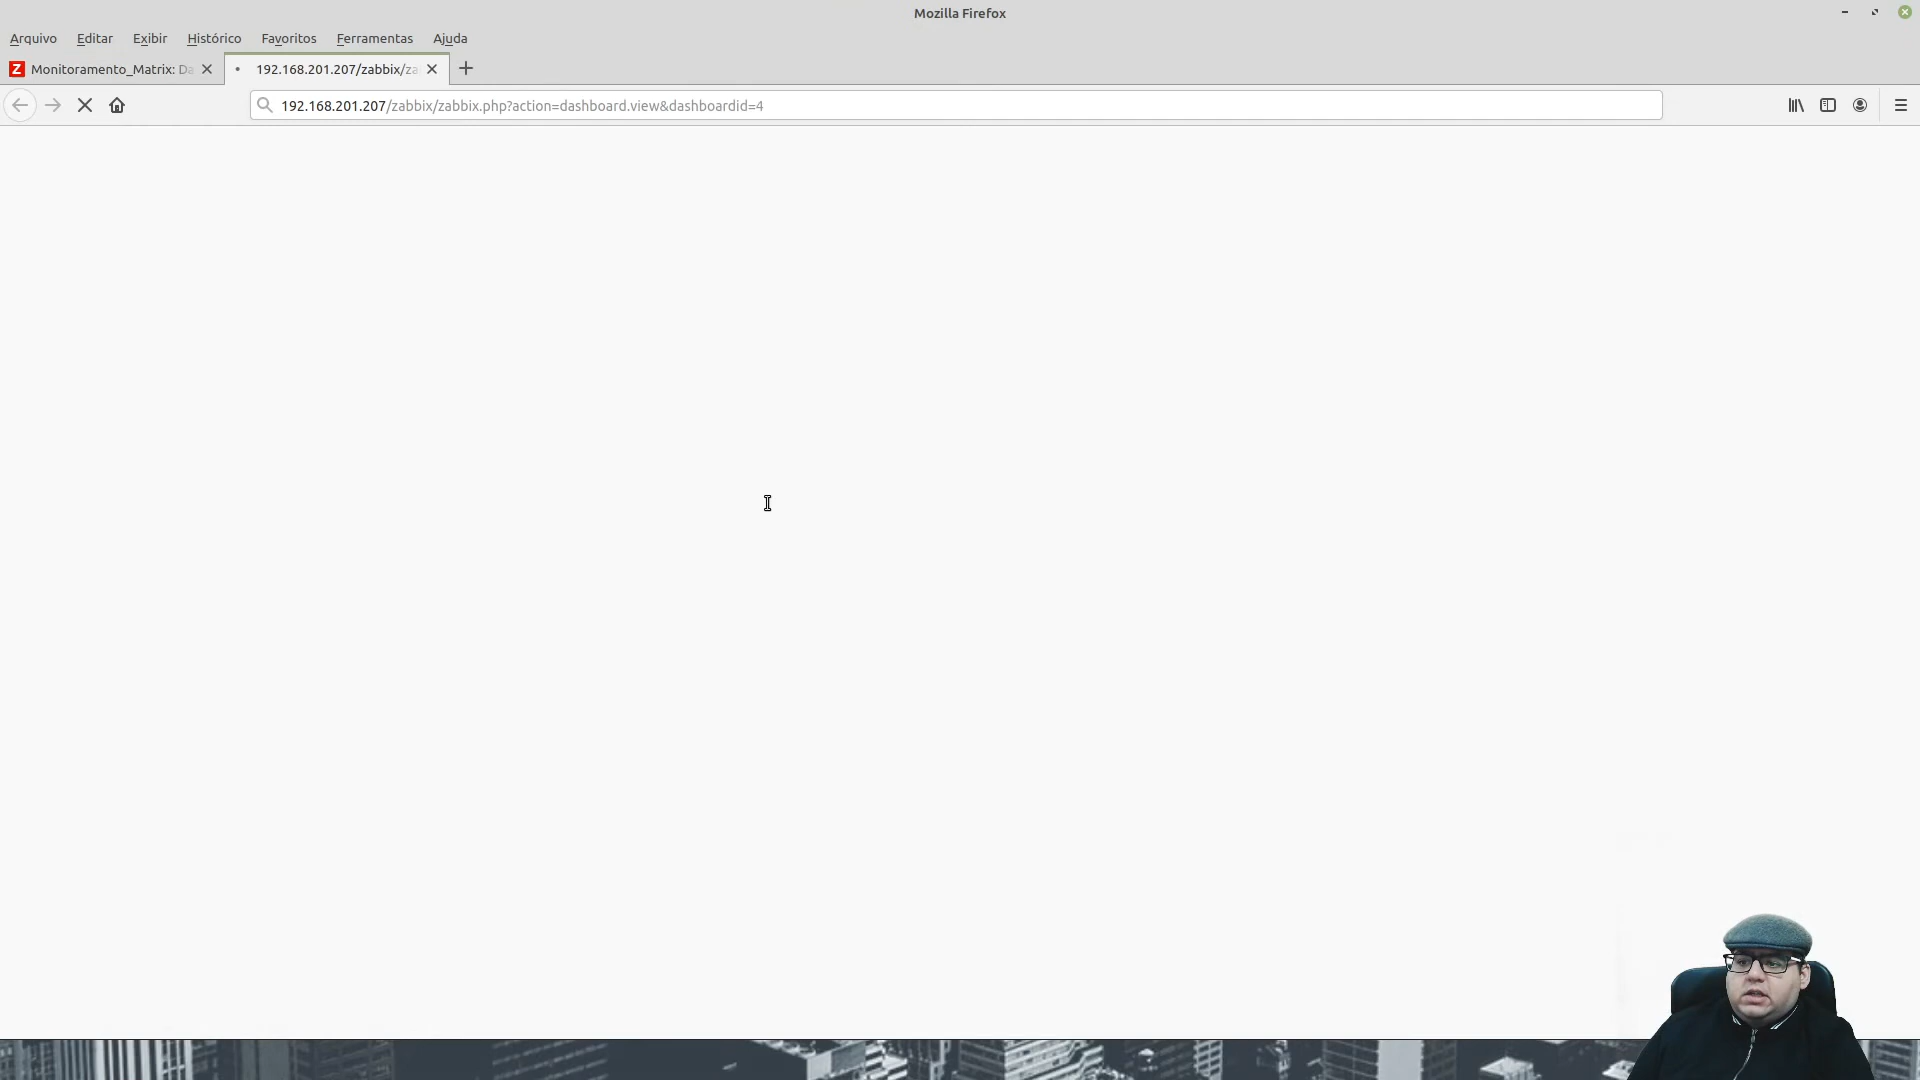 Mozilla Firefox
Arquivo Editar Exibir Histórico Favoritos Ferramentas Ajuda
Z Monitoramento_Matrix: Da 192.168.201.207/zabbix/za
192.168.201.207/zabbix/zabbix.php?action=dashboard.view&dashboardid=4